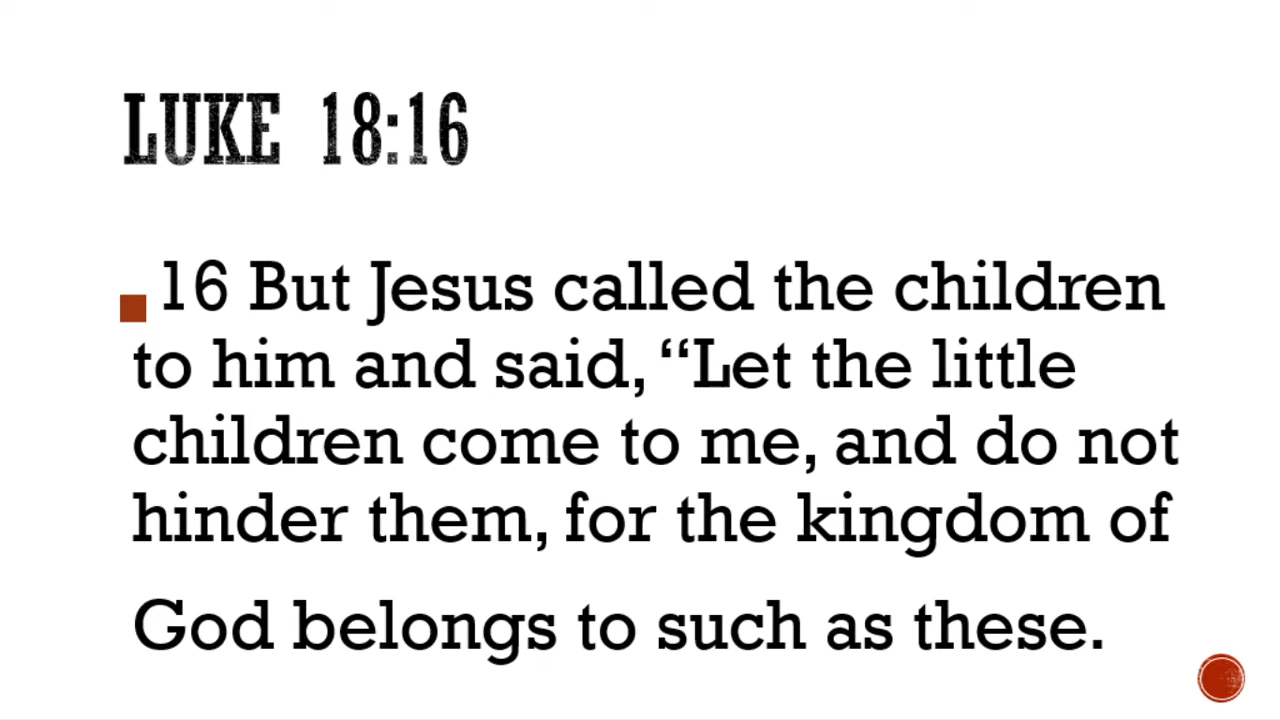 LUKE 18:16
16 But Jesus called the children
to him and said, “Let the little
children come to me, and do not
hinder them, for the kingdom of
God belongs to such as these.